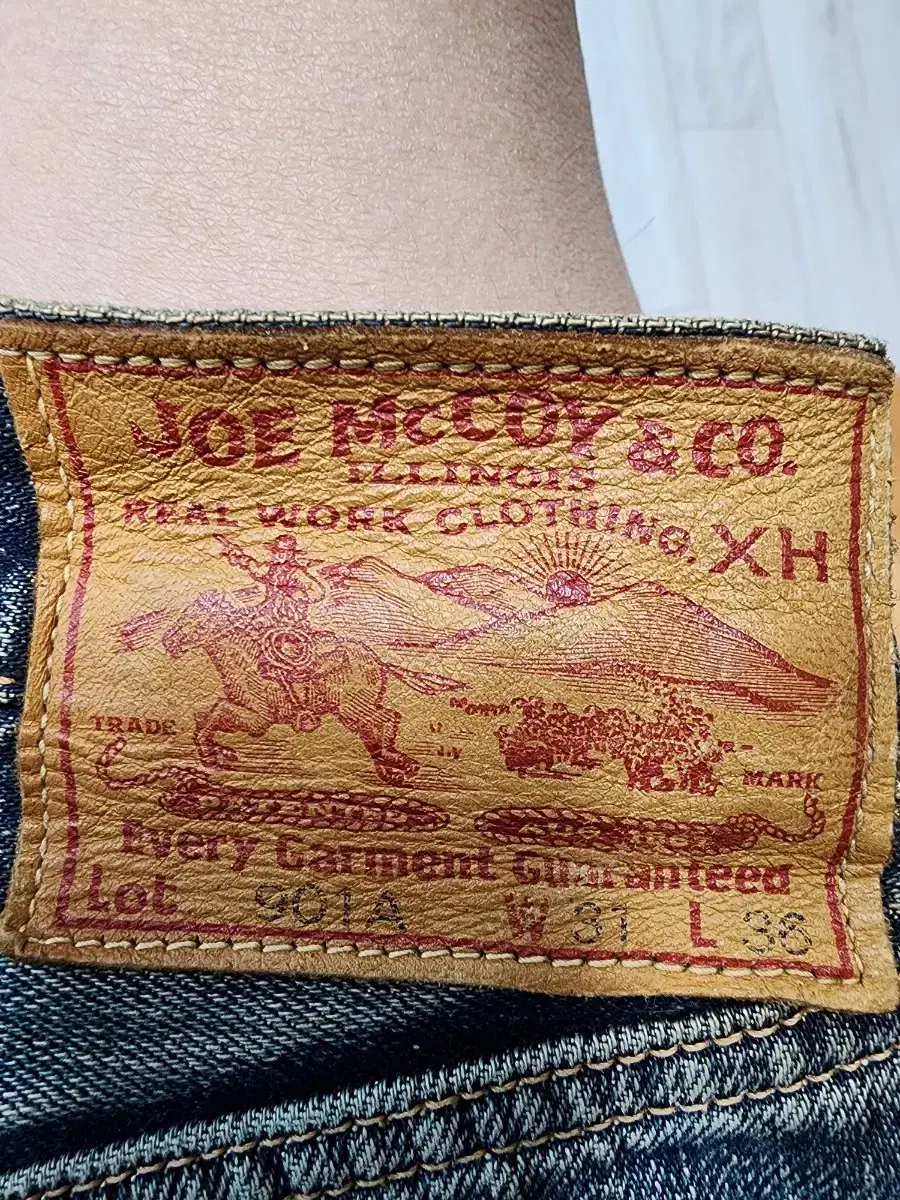 JOE McCOY & CO.
ILLINOIS
REAL WORK CLOTHING. XH
TRADE MARK
Every Garment Guaranteed
Lot 901A W 31 L 36